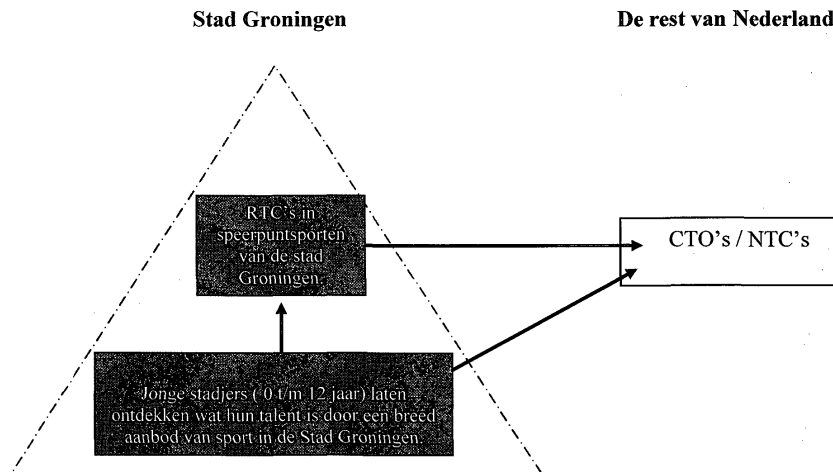 Stad Groningen
De rest van Nederland
RTC's in
speerpuntsporten
van de stad
Groningen.
CTO's / NTC's
Jonge stadjers ( 0 t/m 12 jaar) laten
ontdekken wat hun talent is door een breed
aanbod van sport in de Stad Groningen.